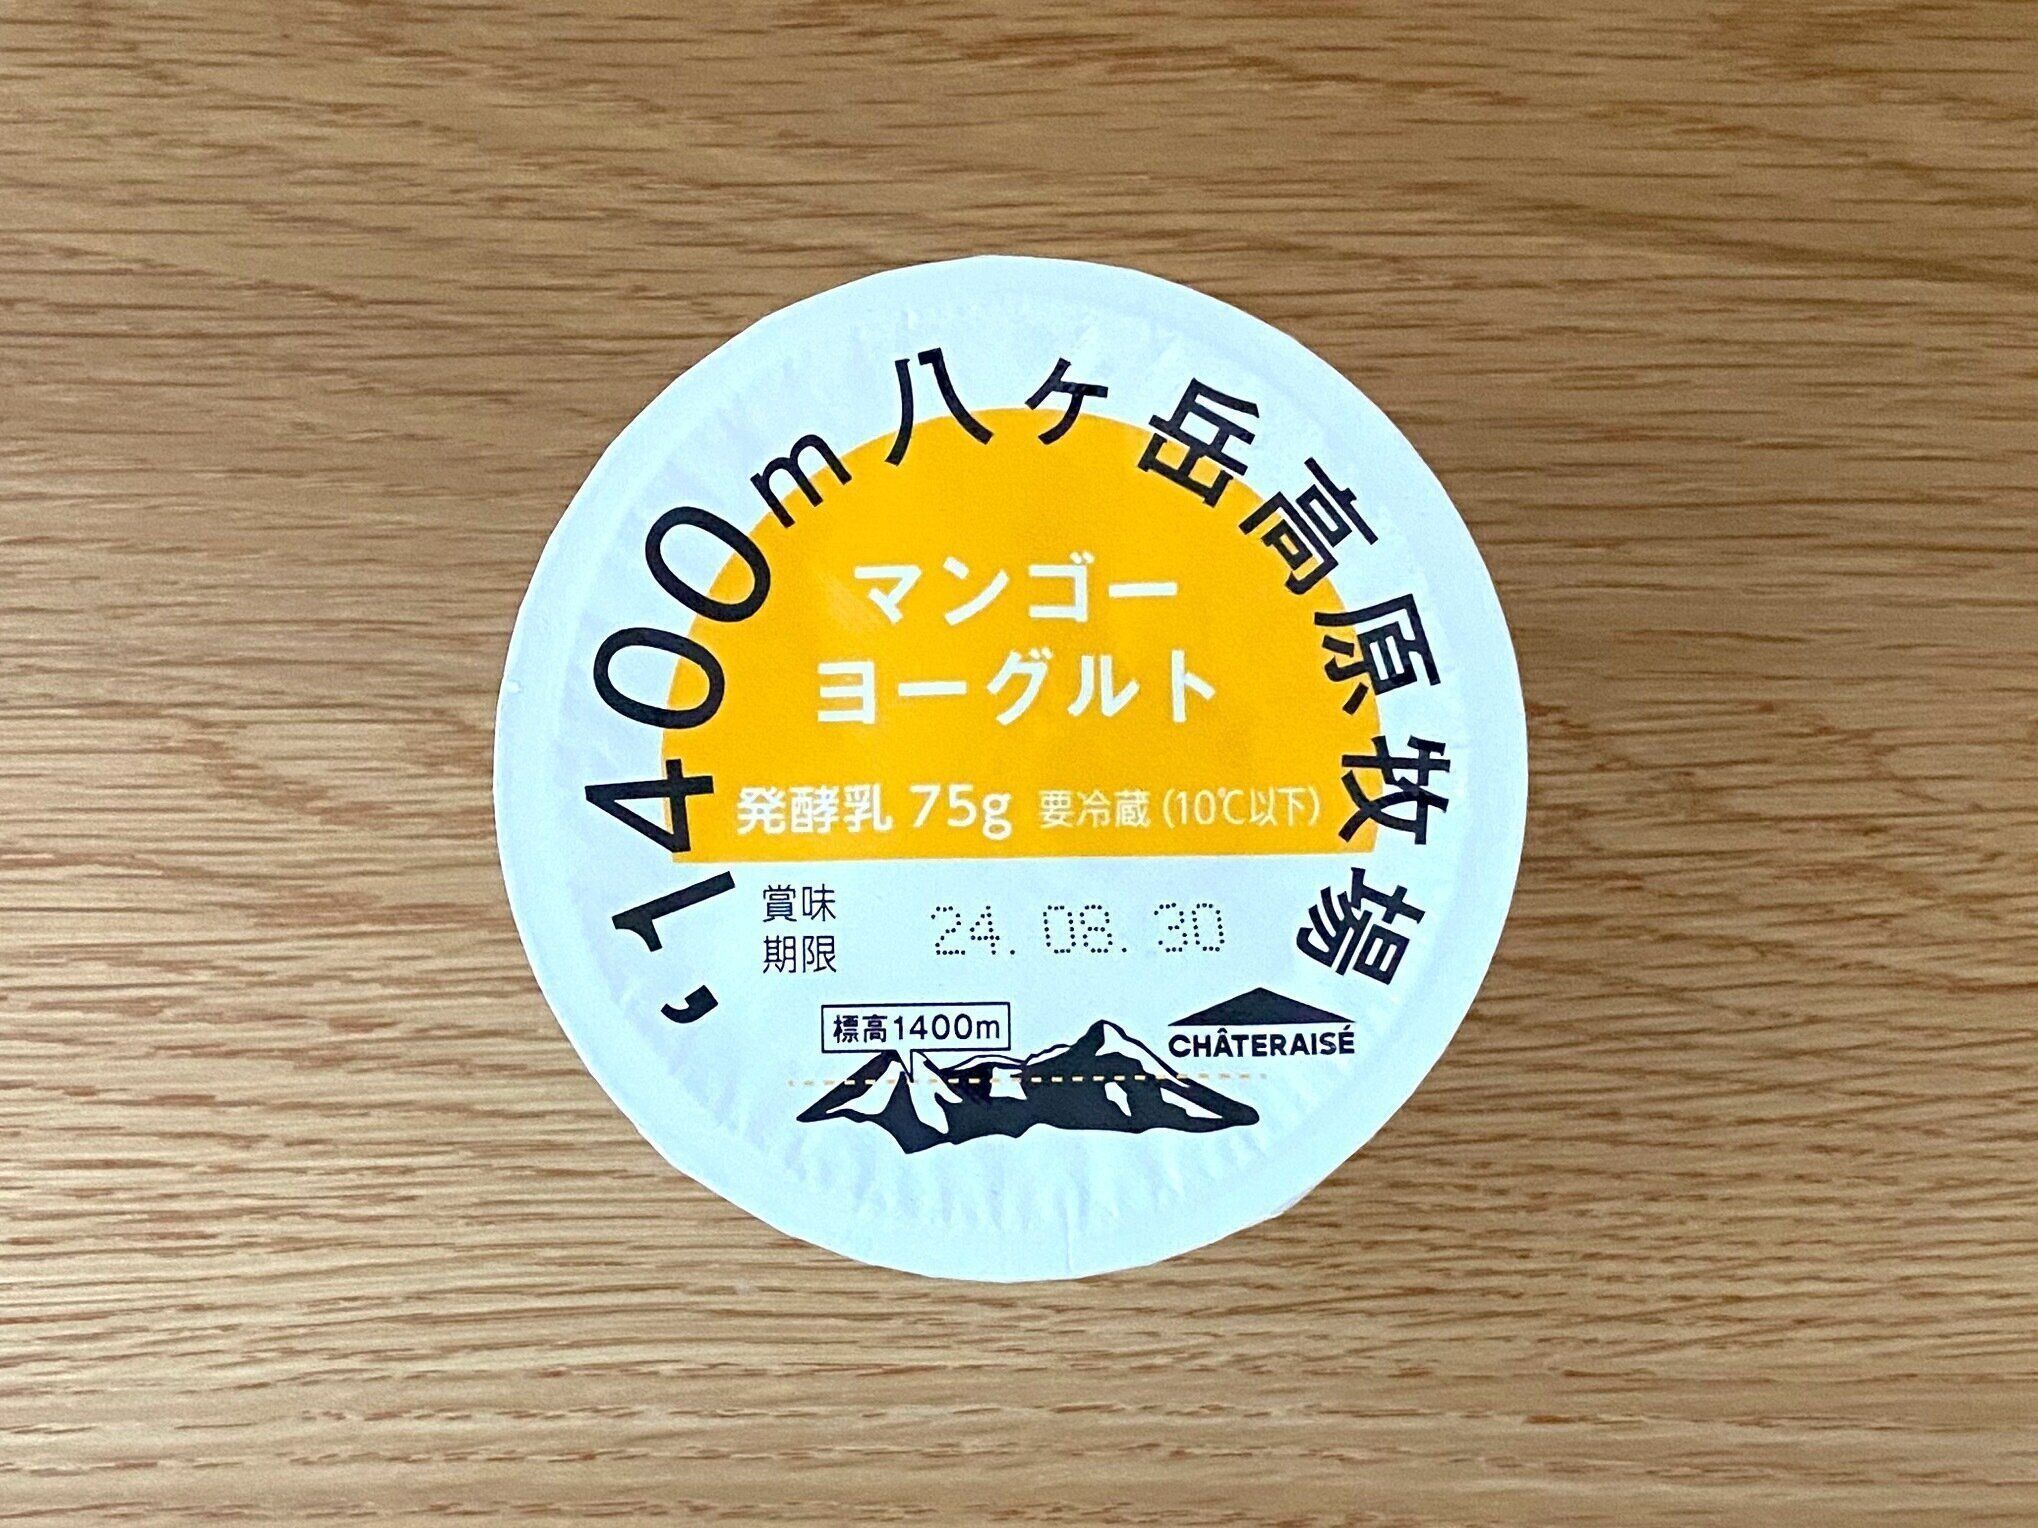 ‘1400m八ヶ岳高原牧場
マンゴー
ヨーグルト
発酵乳 75g 要冷蔵(10℃以下)
賞味
期限
24.08.30
標高1400m
CHÂTERAISÉ